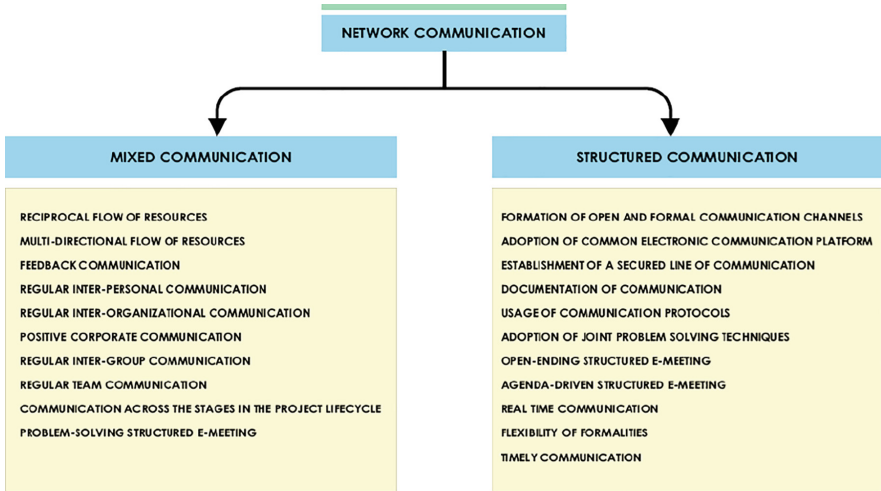 NETWORK COMMUNICATION
MIXED COMMUNICATION
RECIPROCAL FLOW OF RESOURCES
MULTI-DIRECTIONAL FLOW OF RESOURCES
FEEDBACK COMMUNICATION
REGULAR INTER-PERSONAL COMMUNICATION
REGULAR INTER-ORGANIZATIONAL COMMUNICATION
POSITIVE CORPORATE COMMUNICATION
REGULAR INTER-GROUP COMMUNICATION
REGULAR TEAM COMMUNICATION
COMMUNICATION ACROSS THE STAGES IN THE PROJECT LIFECYCLE
PROBLEM-SOLVING STRUCTURED E-MEETING
STRUCTURED COMMUNICATION
FORMATION OF OPEN AND FORMAL COMMUNICATION CHANNELS
ADOPTION OF COMMON ELECTRONIC COMMUNICATION PLATFORM
ESTABLISHMENT OF A SECURED LINE OF COMMUNICATION
DOCUMENTATION OF COMMUNICATION
USAGE OF COMMUNICATION PROTOCOLS
ADOPTION OF JOINT PROBLEM SOLVING TECHNIQUES
OPEN-ENDING STRUCTURED E-MEETING
AGENDA-DRIVEN STRUCTURED E-MEETING
REAL TIME COMMUNICATION
FLEXIBILITY OF FORMALITIES
TIMELY COMMUNICATION